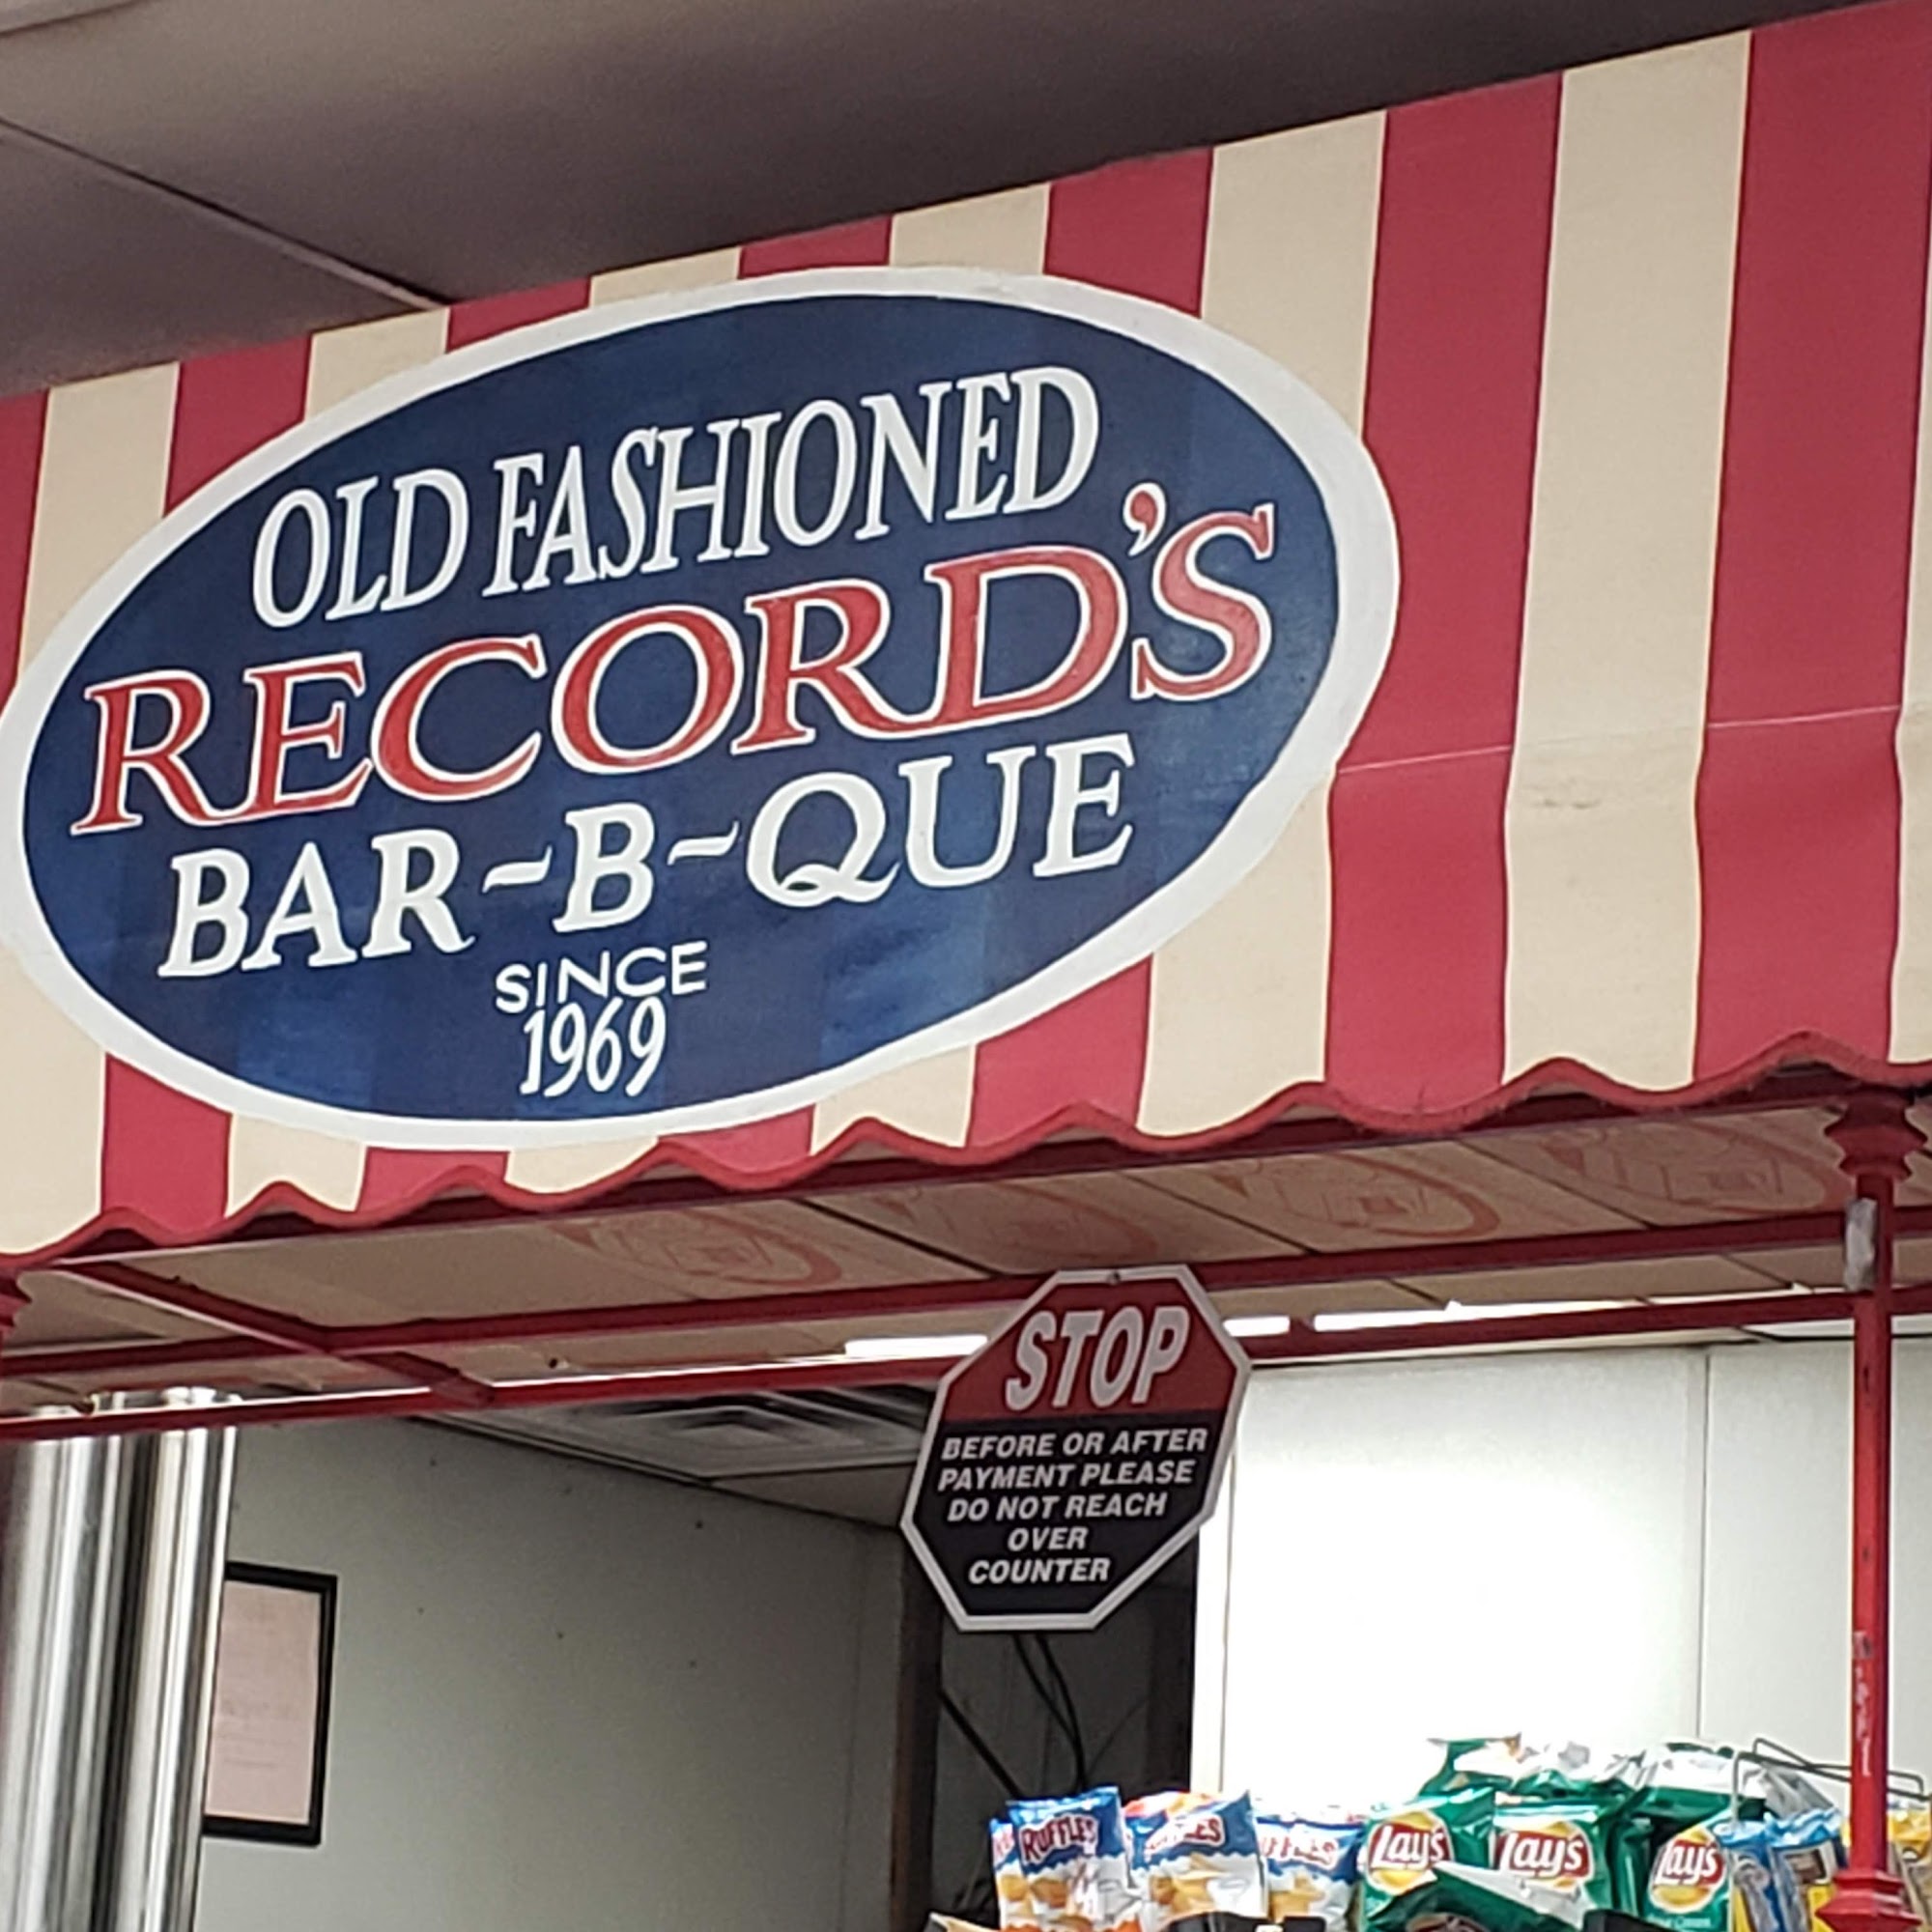 OLD FASHIONED
RECORD'S
BAR-B-QUE
SINCE
1969
STOP
BEFORE OR AFTER
PAYMENT PLEASE
DO NOT REACH
OVER
COUNTER
RUFFLES
Lay's
Lay's
Lay's